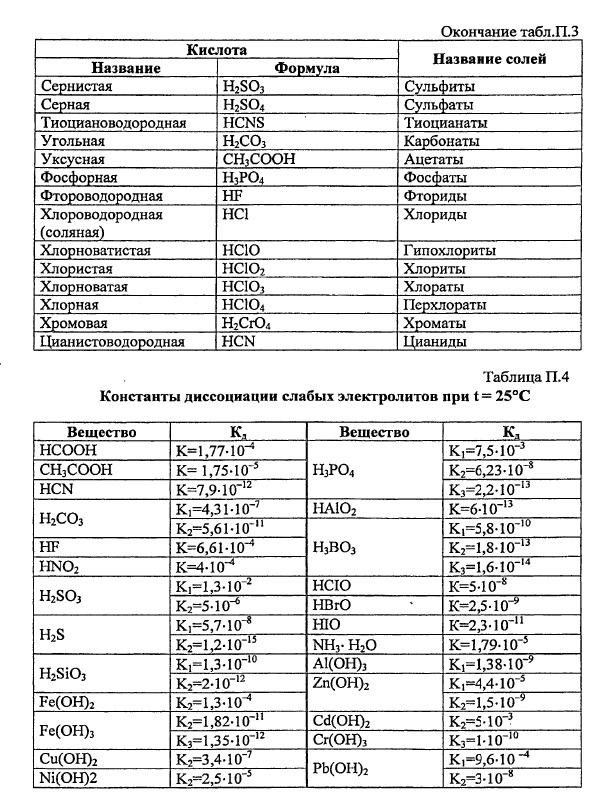 Окончание табл.П.3
Кислота Название солей
Название Формула
Сернистая H₂SO₃ Сульфиты
Серная H₂SO₄ Сульфаты
Тиоциановодородная HCNS Тиоцианаты
Угольная H₂CO₃ Карбонаты
Уксусная CH₃COOH Ацетаты
Фосфорная H₃PO₄ Фосфаты
Фтороводородная HF Фториды
Хлороводородная HCl Хлориды
(соляная)
Хлорноватистая HClO Гипохлориты
Хлористая HClO₂ Хлориты
Хлорноватая HClO₃ Хлораты
Хлорная HClO₄ Перхлораты
Хромовая H₂CrO₄ Хроматы
Цианистоводородная HCN Цианиды
Таблица П.4
Константы диссоциации слабых электролитов при t = 25°C
Вещество Kд Вещество Kд
HCOOH K=1,77·10⁻⁴ H₃PO₄ K₁=7,5·10⁻³
CH₃COOH K= 1,75·10⁻⁵ K₂=6,23·10⁻⁸
HCN K=7,9·10⁻¹² K₃=2,2·10⁻¹³
H₂CO₃ K₁=4,31·10⁻⁷ HAlO₂ K=6·10⁻¹³
K₂=5,61·10⁻¹¹ H₃BO₃ K₁=5,8·10⁻¹⁰
HF K=6,61·10⁻⁴ K₂=1,8·10⁻¹³
HNO₂ K=4·10⁻⁴ K₃=1,6·10⁻¹⁴
H₂SO₃ K₁=1,3·10⁻² HClO K=5·10⁻⁸
K₂=5·10⁻⁶ HBrO K=2,5·10⁻⁹
H₂S K₁=5,7·10⁻⁸ HIO K=2,3·10⁻¹¹
K₂=1,2·10⁻¹⁵ NH₃· H₂O K=1,79·10⁻⁵
H₂SiO₃ K₁=1,3·10⁻¹⁰ Al(OH)₃ K₁=1,38·10⁻⁹
K₂=2·10⁻¹² Zn(OH)₂ K₁=4,4·10⁻⁵
Fe(OH)₂ K₂=1,3·10⁻⁴ K₂=1,5·10⁻⁹
Fe(OH)₃ K₂=1,82·10⁻¹¹ Cd(OH)₂ K₂=5·10⁻³
K₃=1,35·10⁻¹² Cr(OH)₃ K₃=1·10⁻¹⁰
Cu(OH)₂ K₂=3,4·10⁻⁷ Pb(OH)₂ K₁=9,6·10 ⁻⁴
Ni(OH)2 K₂=2,5·10⁻⁵ K₂=3·10⁻⁸